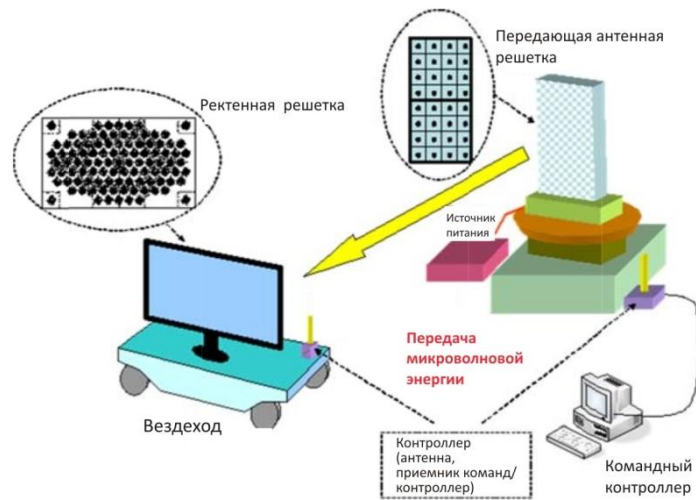 Передающая антенная
решетка
Ректенная решетка
Источник
питания
Передача
микроволновой
энергии
Вездеход
Контроллер
(антенна,
приемник команд/
контроллер)
Командный
контроллер